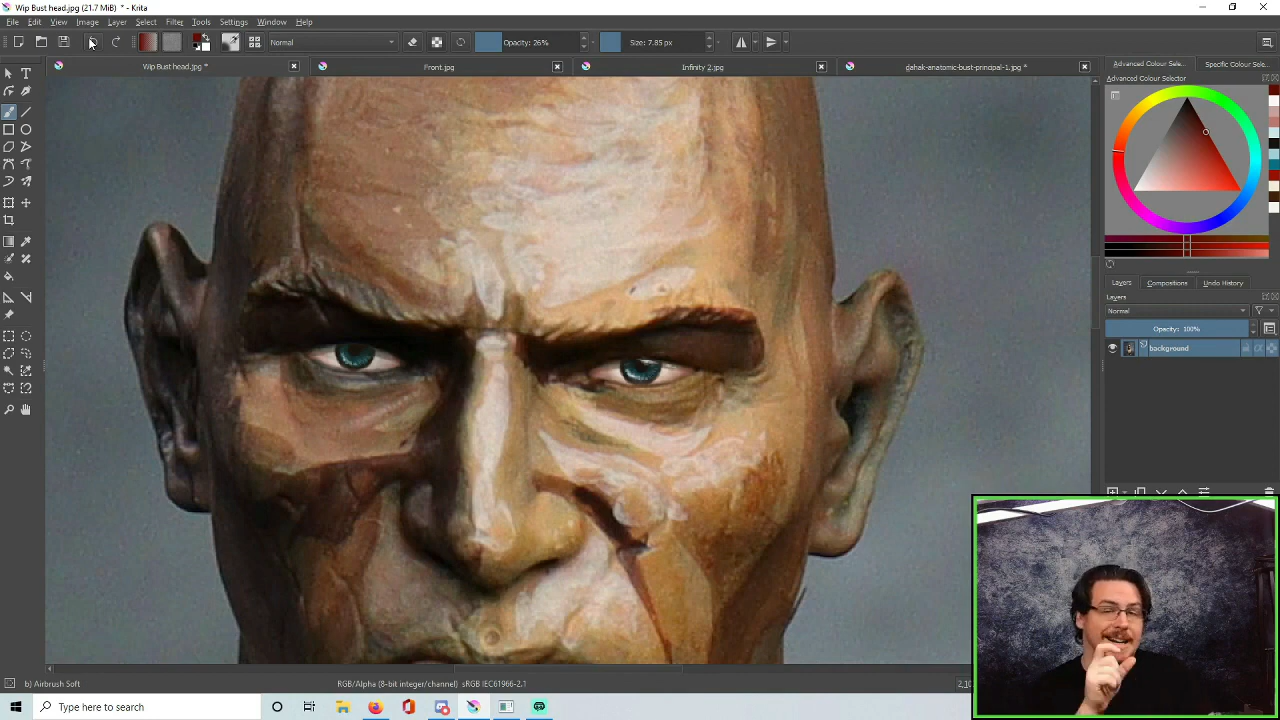 Wip Bust head.jpg (21.7 MiB) * - Krita
File Edit View Image Layer Select Filter Tools Settings Window Help
Normal Opacity: 26% Size: 7.85 px
Wip Bust head.jpg * Front.jpg Infinity 2.jpg dahak-anatomic-bust-principal-1.jpg * Advanced Colour Sele... Specific Colour Sele...
Advanced Colour Selector
Layers Compositions Undo History
Layers
Normal
Opacity: 100%
background
b) Airbrush Soft RGB/Alpha (8-bit integer/channel) sRGB IEC61966-2.1
Type here to search